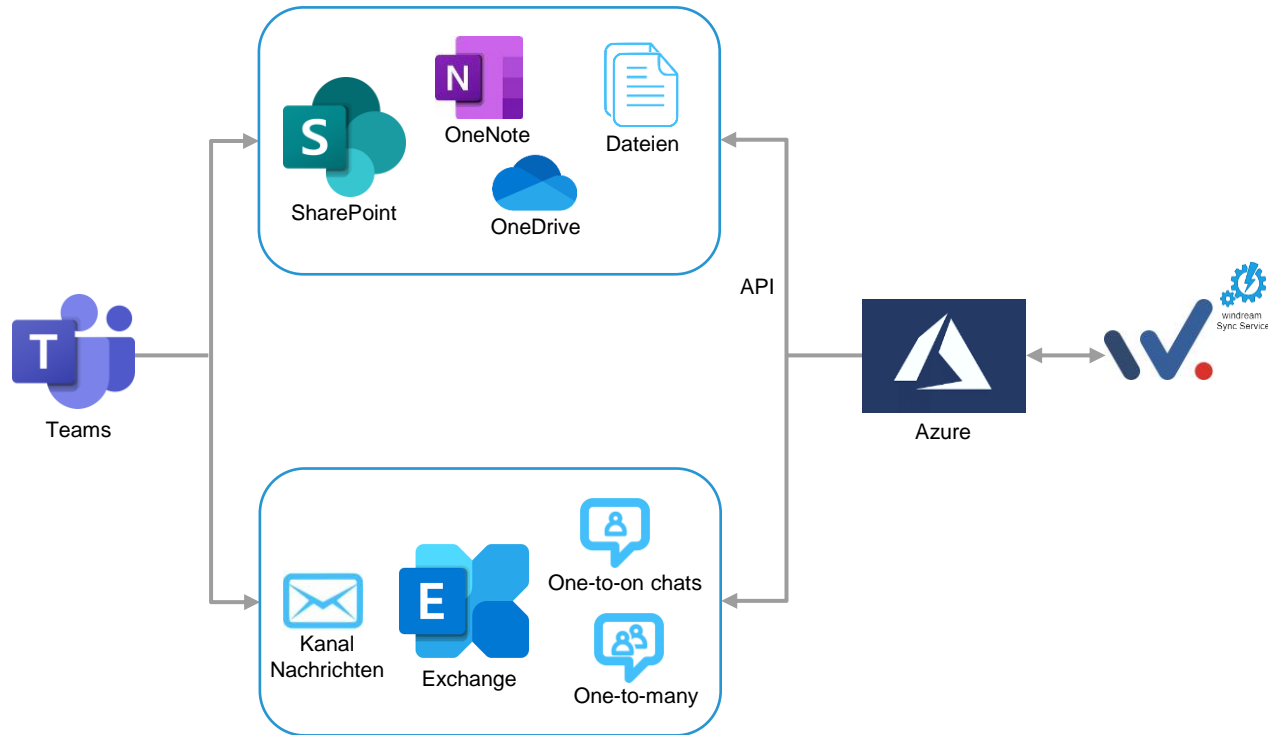 N
OneNote
Dateien
S
SharePoint
OneDrive
API
T
Teams
Azure
windream
Sync Service
One-to-on chats
Kanal
Nachrichten
E
Exchange
One-to-many